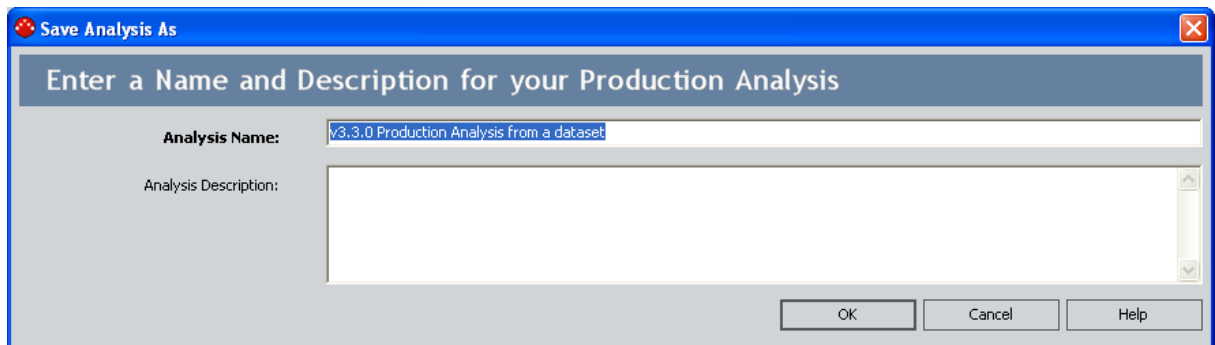 Save Analysis As
Enter a Name and Description for your Production Analysis
Analysis Name:
v3.3.0 Production Analysis from a dataset
Analysis Description:
OK
Cancel
Help